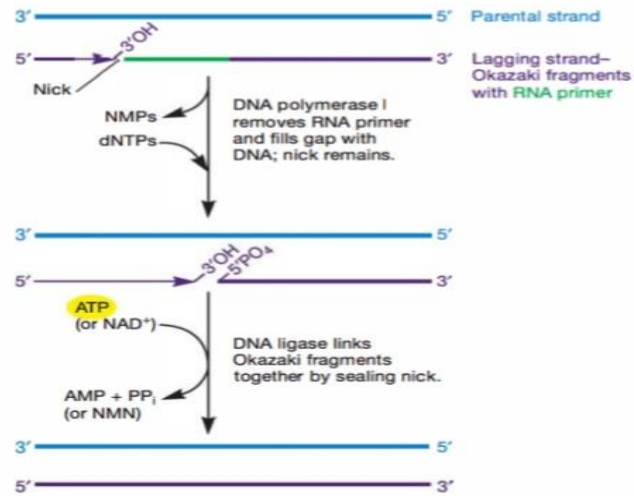 3′ 5′ Parental strand
3′OH
5′ 3′ Lagging strand–
Okazaki fragments
with RNA primer
Nick
NMPs
dNTPs
DNA polymerase I
removes RNA primer
and fills gap with
DNA; nick remains.
3′ 5′
3′OH
5′PO₄
5′ 3′
ATP
(or NAD⁺)
DNA ligase links
Okazaki fragments
together by sealing nick.
AMP + PPᵢ
(or NMN)
3′ 5′
5′ 3′